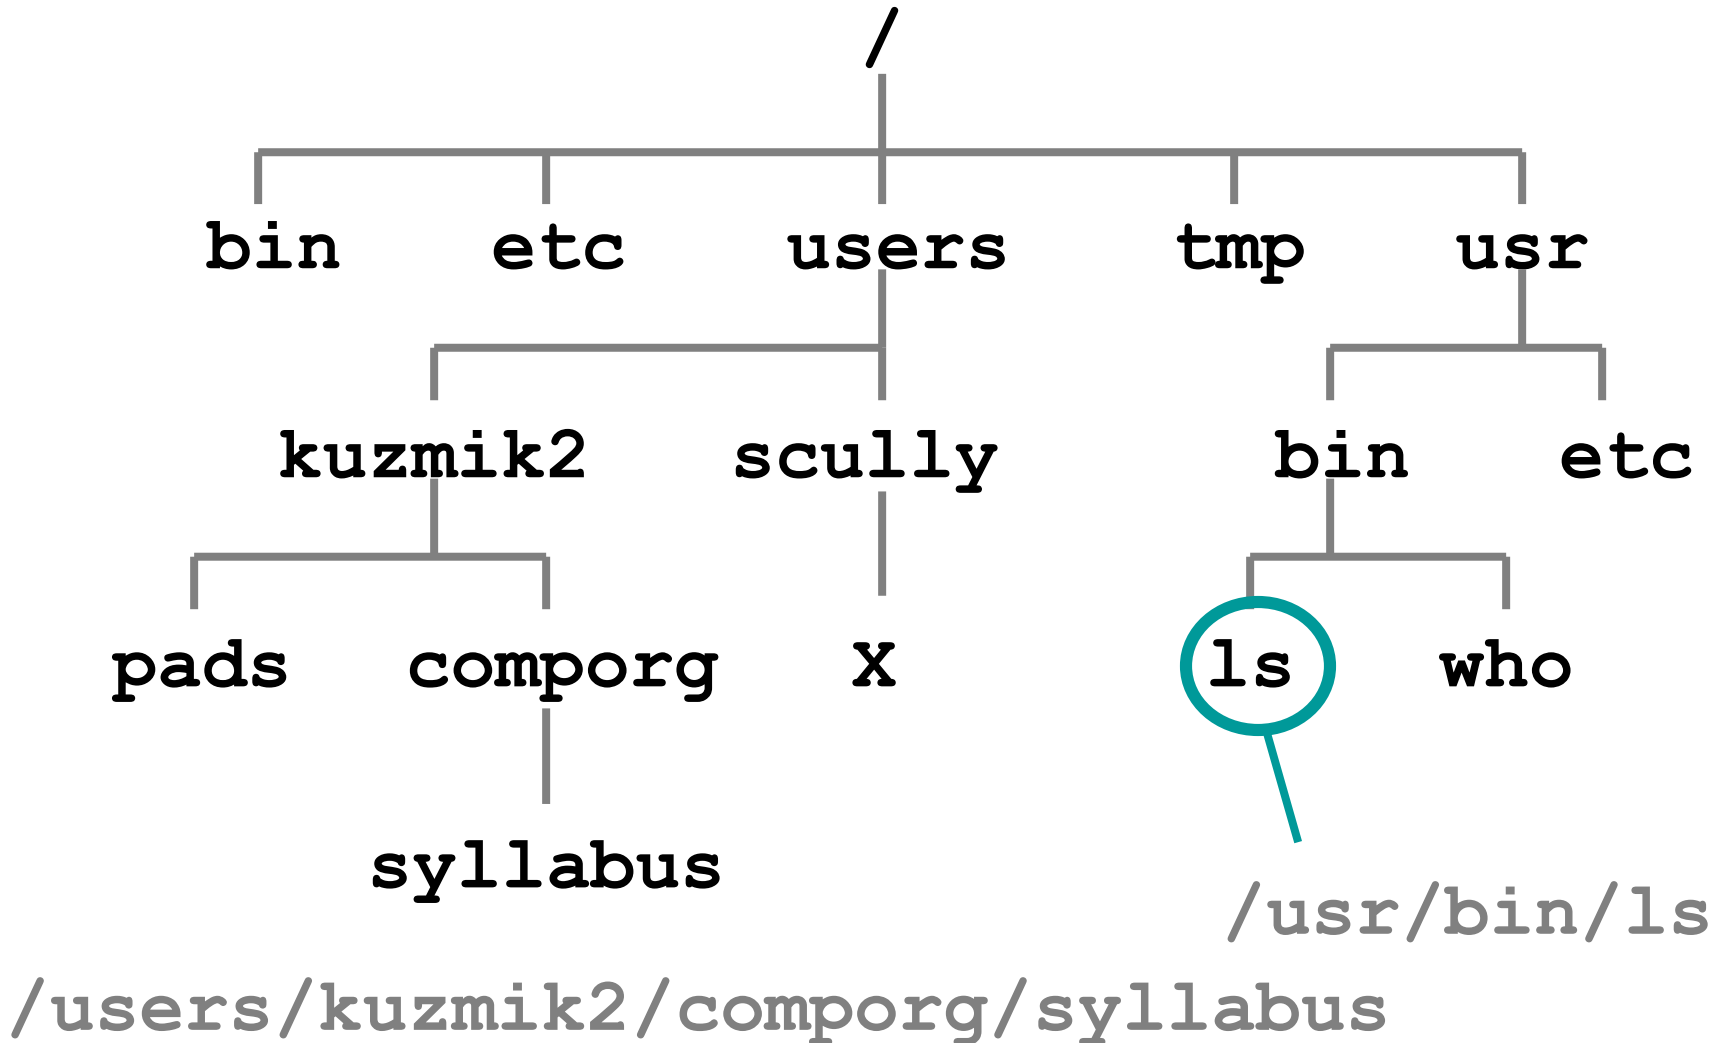 /
bin etc users tmp usr
kuzmik2 scully bin etc
pads comporg X ls who
syllabus
/usr/bin/ls
/users/kuzmik2/comporg/syllabus